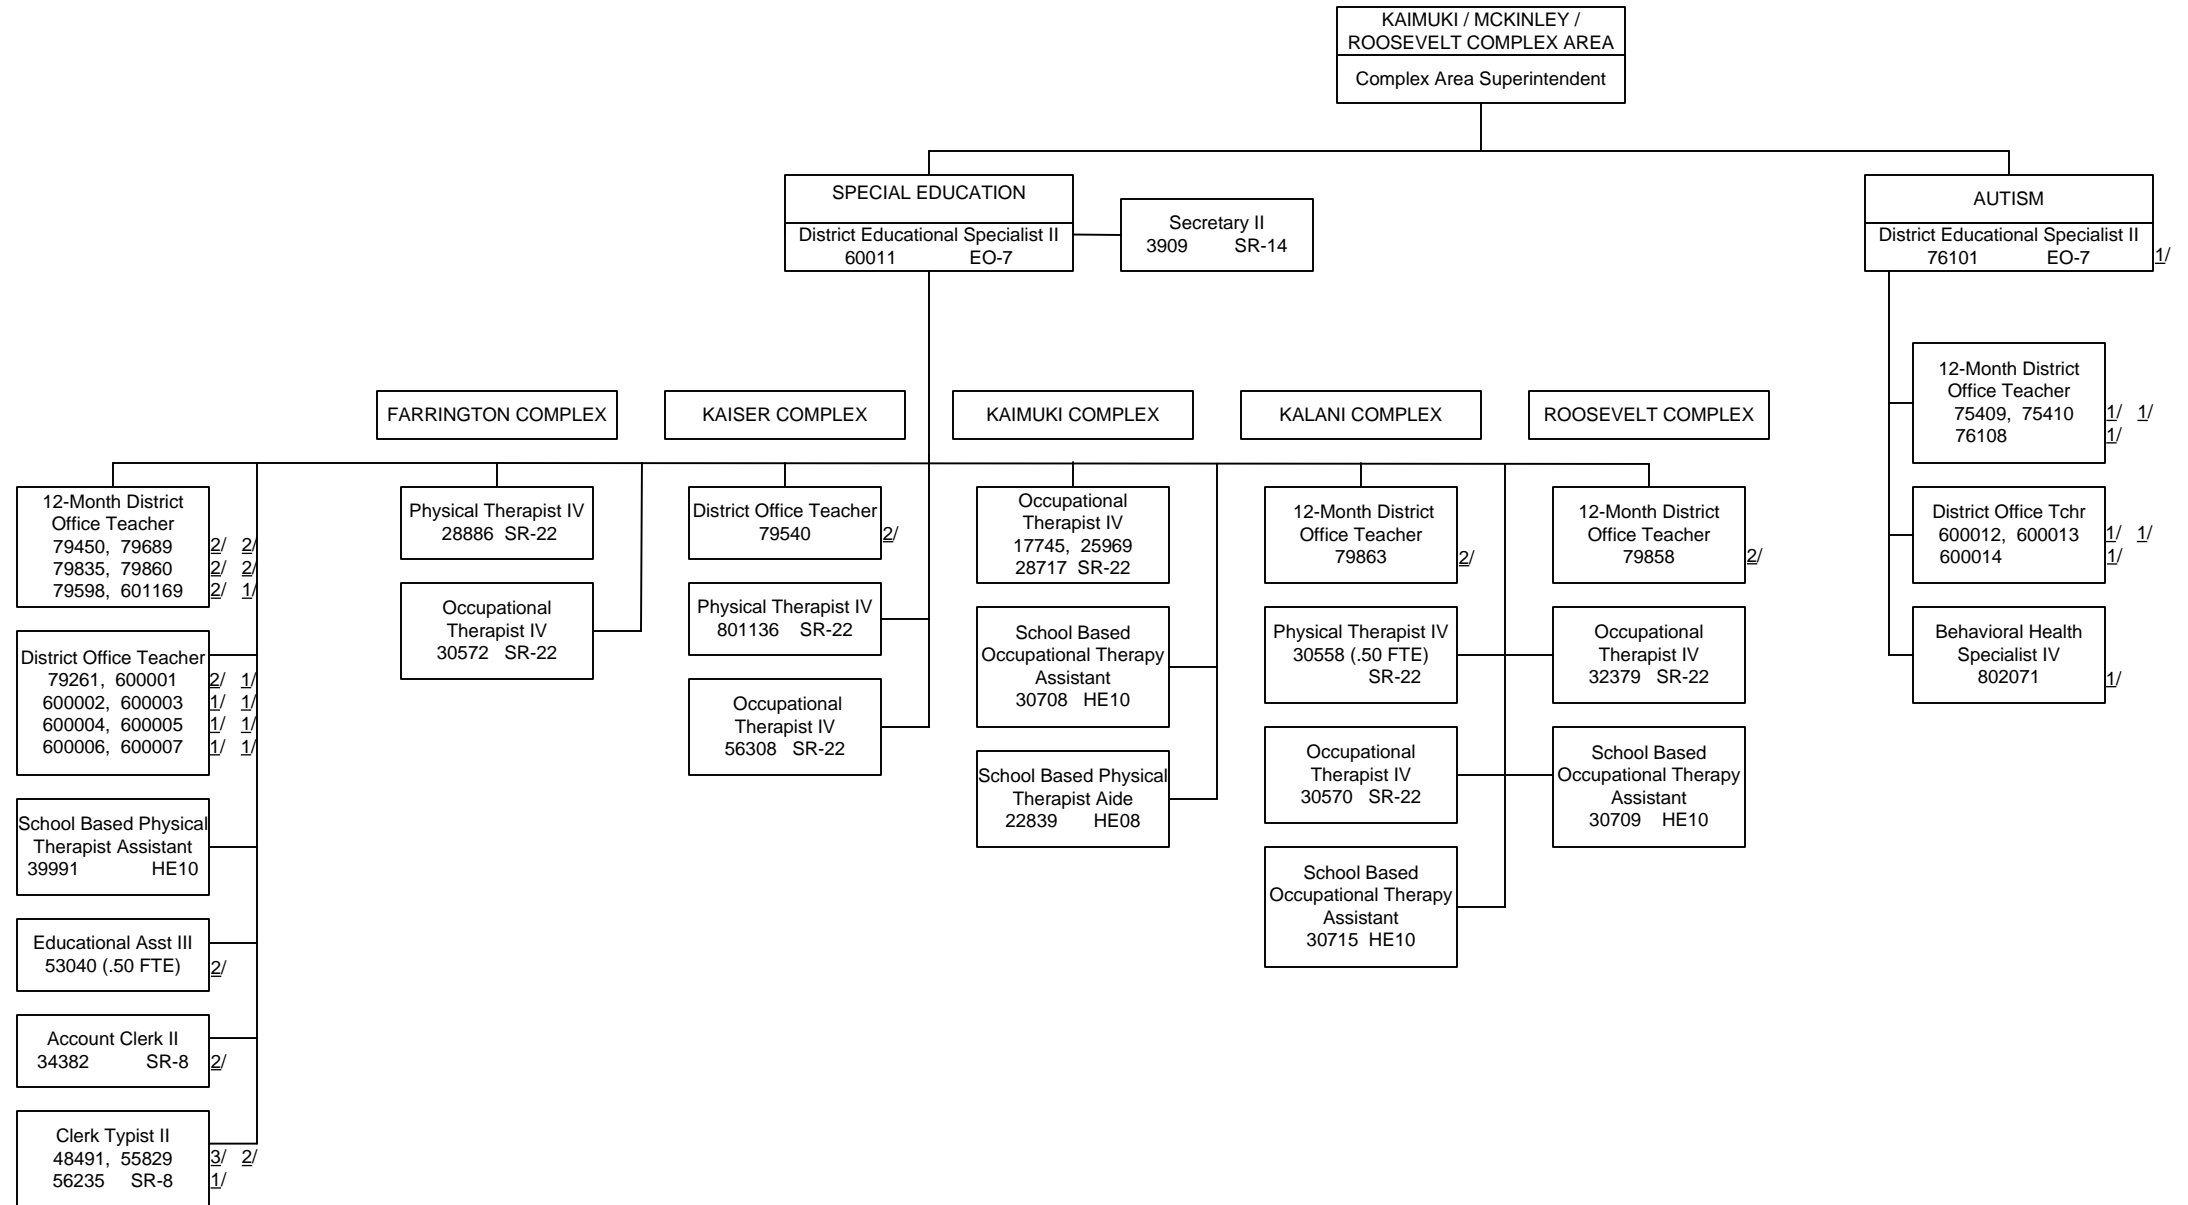 KAIMUKI / MCKINLEY /
ROOSEVELT COMPLEX AREA
Complex Area Superintendent
SPECIAL EDUCATION
District Educational Specialist II
60011 EO-7
Secretary II
3909 SR-14
AUTISM
District Educational Specialist II
76101 EO-7 1/
12-Month District
Office Teacher
75409, 75410 1/ 1/
76108 1/
District Office Tchr
600012, 600013 1/ 1/
600014 1/
Behavioral Health
Specialist IV
802071 1/
FARRINGTON COMPLEX
KAISER COMPLEX
KAIMUKI COMPLEX
KALANI COMPLEX
ROOSEVELT COMPLEX
12-Month District
Office Teacher
79450, 79689 2/ 2/
79835, 79860 2/ 2/
79598, 601169 2/ 1/
District Office Teacher
79261, 600001 2/ 1/
600002, 600003 1/ 1/
600004, 600005 1/ 1/
600006, 600007 1/ 1/
School Based Physical
Therapist Assistant
39991 HE10
Educational Asst III
53040 (.50 FTE) 2/
Account Clerk II
34382 SR-8 2/
Clerk Typist II
48491, 55829 3/ 2/
56235 SR-8 1/
Physical Therapist IV
28886 SR-22
Occupational
Therapist IV
30572 SR-22
District Office Teacher
79540 2/
Physical Therapist IV
801136 SR-22
Occupational
Therapist IV
56308 SR-22
Occupational
Therapist IV
17745, 25969
28717 SR-22
School Based
Occupational Therapy
Assistant
30708 HE10
School Based Physical
Therapist Aide
22839 HE08
12-Month District
Office Teacher
79863 2/
Physical Therapist IV
30558 (.50 FTE)
SR-22
Occupational
Therapist IV
30570 SR-22
School Based
Occupational Therapy
Assistant
30715 HE10
12-Month District
Office Teacher
79858 2/
Occupational
Therapist IV
32379 SR-22
School Based
Occupational Therapy
Assistant
30709 HE10